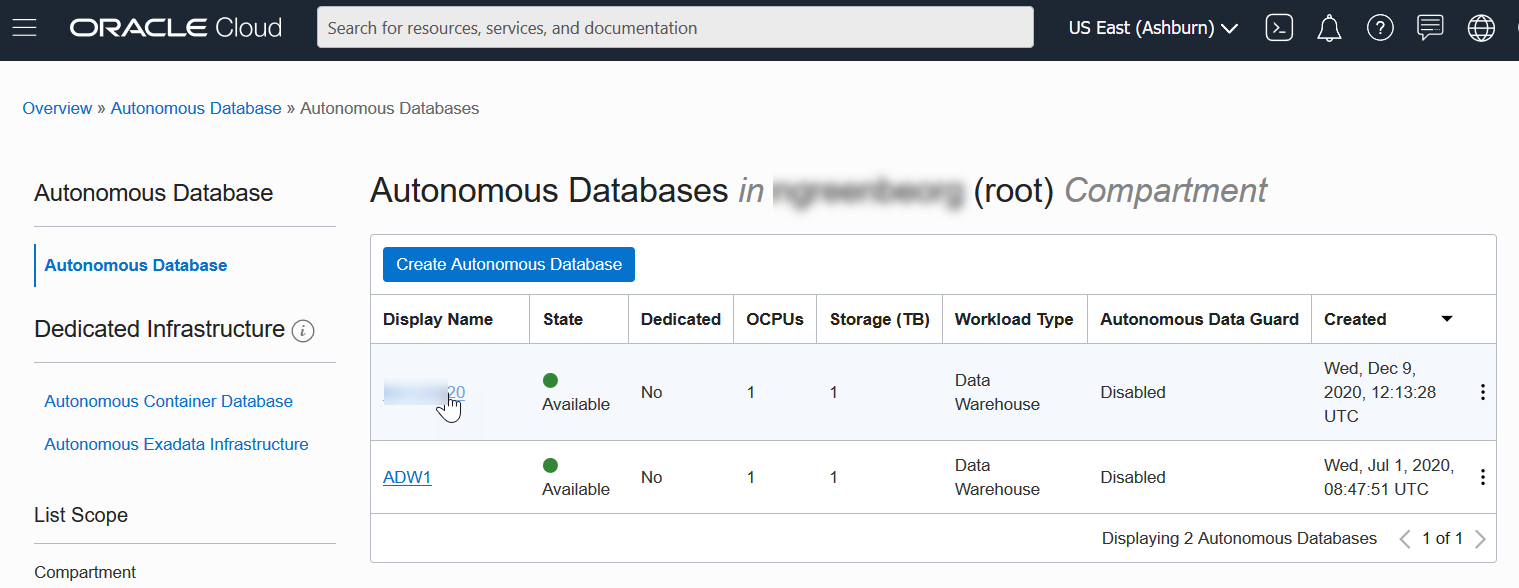 ORACLE Cloud
Search for resources, services, and documentation
US East (Ashburn)
Overview » Autonomous Database » Autonomous Databases
Autonomous Database
Autonomous Database
Dedicated Infrastructure
Autonomous Container Database
Autonomous Exadata Infrastructure
List Scope
Compartment
Autonomous Databases in (root) Compartment
Create Autonomous Database
Display Name State Dedicated OCPUs Storage (TB) Workload Type Autonomous Data Guard Created
20 Available No 1 1 Data Warehouse Disabled Wed, Dec 9, 2020, 12:13:28 UTC
ADW1 Available No 1 1 Data Warehouse Disabled Wed, Jul 1, 2020, 08:47:51 UTC
Displaying 2 Autonomous Databases 1 of 1